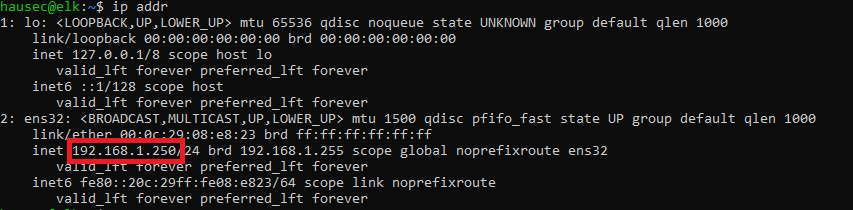 hausec@elk:~$ ip addr
1: lo: <LOOPBACK,UP,LOWER_UP> mtu 65536 qdisc noqueue state UNKNOWN group default qlen 1000
link/loopback 00:00:00:00:00:00 brd 00:00:00:00:00:00
inet 127.0.0.1/8 scope host lo
valid_lft forever preferred_lft forever
inet6 ::1/128 scope host
valid_lft forever preferred_lft forever
2: ens32: <BROADCAST,MULTICAST,UP,LOWER_UP> mtu 1500 qdisc pfifo_fast state UP group default qlen 1000
link/ether 00:0c:29:08:e8:23 brd ff:ff:ff:ff:ff:ff
inet 192.168.1.250/24 brd 192.168.1.255 scope global noprefixroute ens32
valid_lft forever preferred_lft forever
inet6 fe80::20c:29ff:fe08:e823/64 scope link noprefixroute
valid_lft forever preferred_lft forever